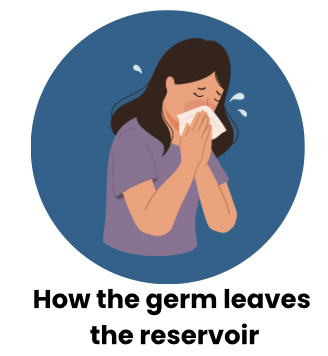 How the germ leaves
the reservoir